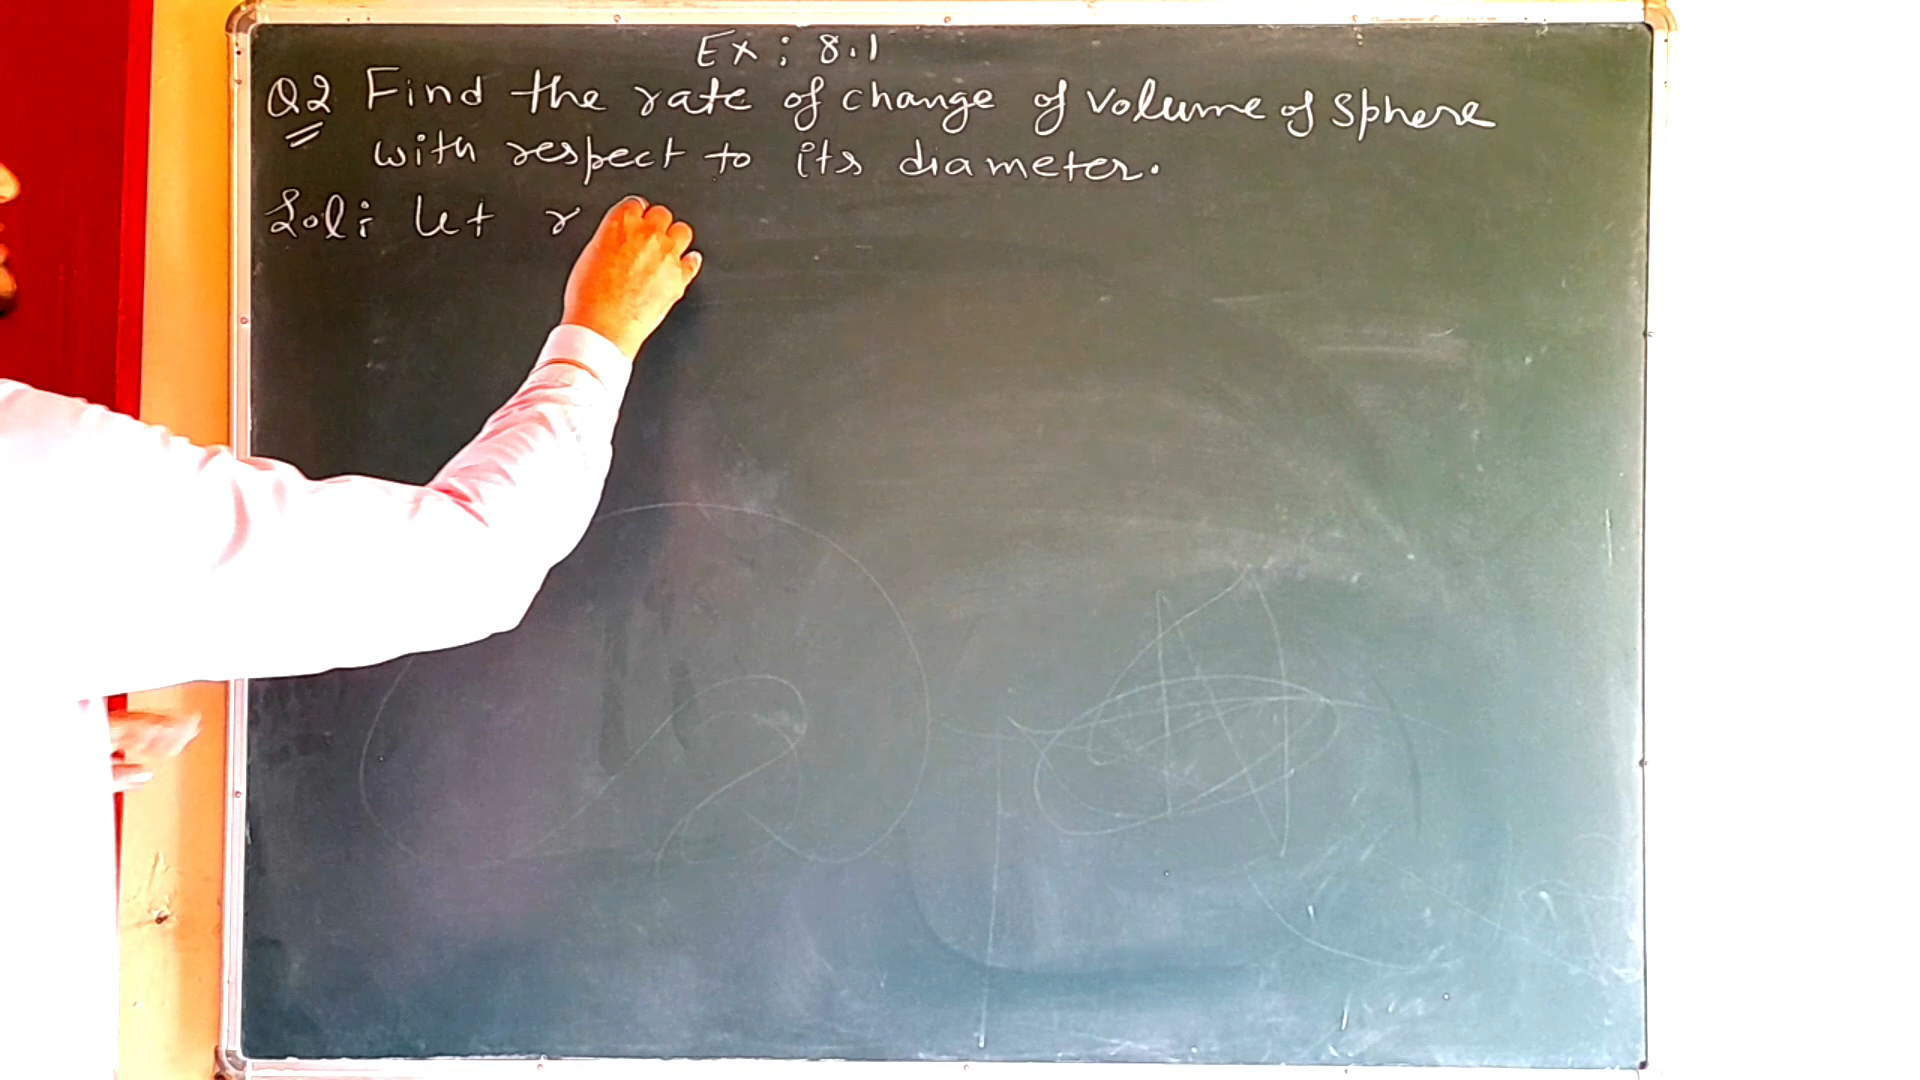 Ex: 8.1
Q2 Find the rate of change of volume of sphere
with respect to its diameter.
Sol: let r